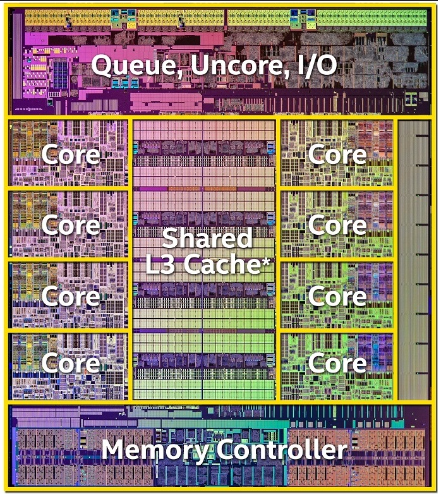 Queue, Uncore, I/O
Core
Core
Core
Core
Shared
L3 Cache*
Core
Core
Core
Core
Memory Controller